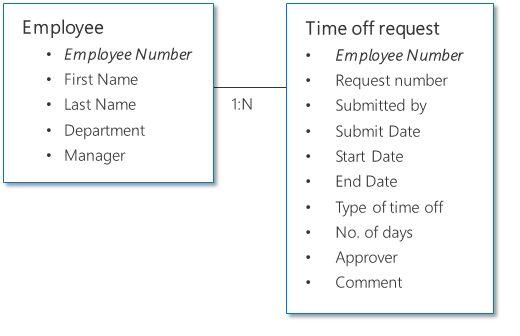 Employee
• Employee Number
• First Name
• Last Name
• Department
• Manager
1:N
Time off request
• Employee Number
• Request number
• Submitted by
• Submit Date
• Start Date
• End Date
• Type of time off
• No. of days
• Approver
• Comment